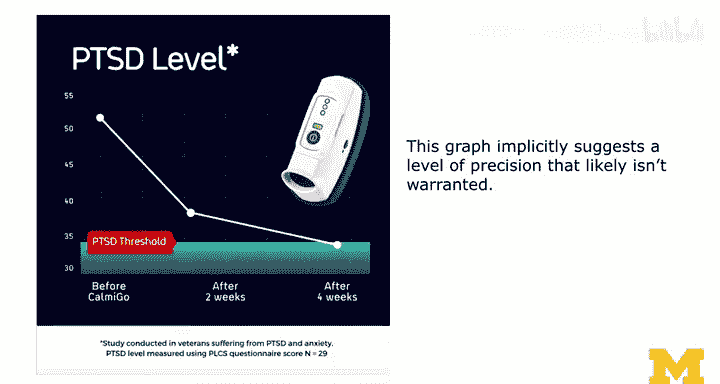 PTSD Level*
55
50
45
40
35
30
PTSD Threshold
Before
CalmiGo
After
2 weeks
After
4 weeks
*Study conducted in veterans suffering from PTSD and anxiety.
PTSD level measured using PLCS questionnaire score N = 29
This graph implicitly suggests a
level of precision that likely isn't
warranted.
bilibili
M